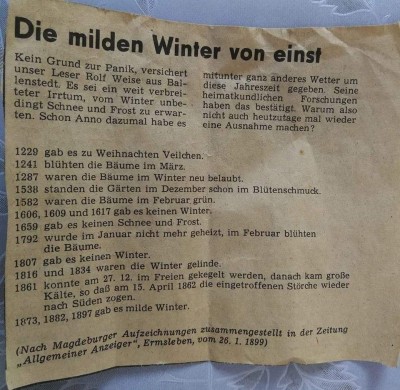 Die milden Winter von einst
Kein Grund zur Panik, versichert
unser Leser Rolf Weise aus Bal-
lenstedt. Es sei ein weit verbrei-
teter Irrtum, vom Winter unbe-
dingt Schnee und Frost zu erwar-
ten. Schon Anno dazumal habe es
mitunter ganz anderes Wetter um
diese Jahreszeit gegeben. Seine
heimatkundlichen Forschungen
haben das bestätigt. Warum also
nicht auch heutzutage mal wieder
eine Ausnahme machen?
1229 gab es zu Weihnachten Veilchen.
1241 blühten die Bäume im März.
1287 waren die Bäume im Winter neu belaubt.
1538 standen die Gärten im Dezember schon im Blütenschmuck.
1582 waren die Bäume im Februar grün.
1606, 1609 und 1617 gab es keinen Winter.
1659 gab es keinen Schnee und Frost.
1792 wurde im Januar nicht mehr geheizt, im Februar blühten
die Bäume.
1807 gab es keinen Winter.
1816 und 1834 waren die Winter gelinde.
1861 konnte am 27. 12. im Freien gekegelt werden, danach kam große
Kälte, so daß am 15. April 1862 die eingetroffenen Störche wieder
nach Süden zogen.
1873, 1882, 1897 gab es milde Winter.
(Nach Magdeburger Aufzeichnungen zusammengestellt in der Zeitung
„Allgemeiner Anzeiger", Ermsleben, vom 26. 1. 1899)